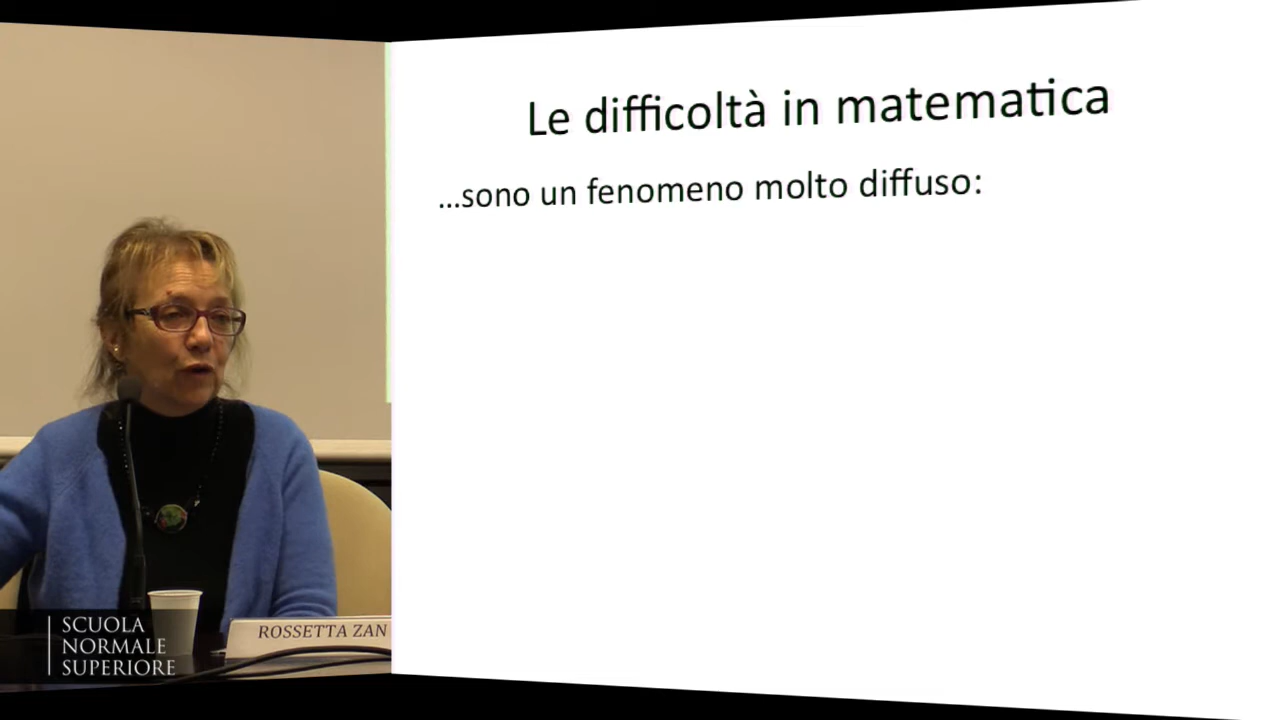 Le difficoltà in matematica
...sono un fenomeno molto diffuso:
SCUOLA
NORMALE
SUPERIORE
ROSSETTA ZAN